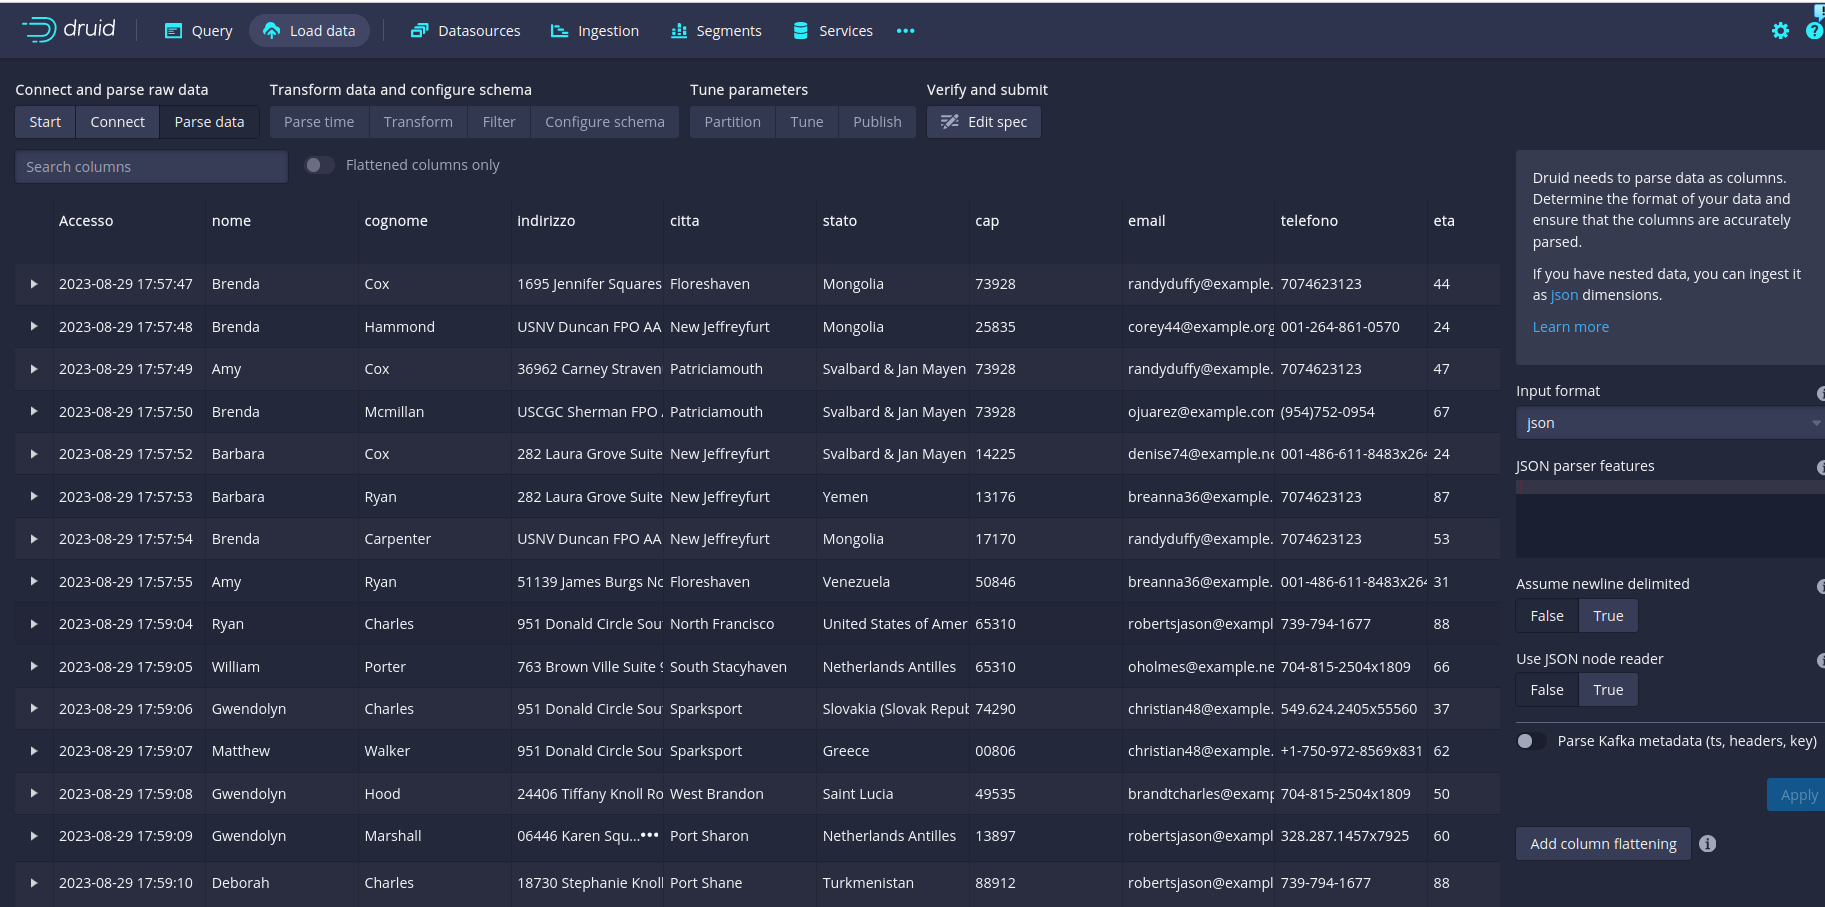 druid Query Load data Datasources Ingestion Segments Services
Connect and parse raw data Transform data and configure schema Tune parameters Verify and submit
Start Connect Parse data Parse time Transform Filter Configure schema Partition Tune Publish Edit spec
Search columns Flattened columns only
Accesso nome cognome Indirizzo citta stato cap email telefono eta
2023-08-29 17:57:47 Brenda Cox 1695 Jennifer Squares Floreshaven Mongolia 73928 randyduffy@example. 7074623123 44
2023-08-29 17:57:48 Brenda Hammond USNV Duncan FPO AA New Jeffreyfurt Mongolia 25835 corey44@example.org 001-264-861-0570 24
2023-08-29 17:57:49 Amy Cox 36962 Carney Straven Patriciamouth Svalbard & Jan Mayen 73928 randyduffy@example. 7074623123 47
2023-08-29 17:57:50 Brenda Mcmillan USCGC Sherman FPO Patriciamouth Svalbard & Jan Mayen 73928 ojuarez@example.com (954)752-0954 67
2023-08-29 17:57:52 Barbara Cox 282 Laura Grove Suite New Jeffreyfurt Svalbard & Jan Mayen 14225 denise74@example.ne 001-486-611-8483x264 24
2023-08-29 17:57:53 Barbara Ryan 282 Laura Grove Suite New Jeffreyfurt Yemen 13176 breanna36@example. 7074623123 87
2023-08-29 17:57:54 Brenda Carpenter USNV Duncan FPO AA New Jeffreyfurt Mongolia 17170 randyduffy@example. 7074623123 53
2023-08-29 17:57:55 Amy Ryan 51139 James Burgs No Floreshaven Venezuela 50846 breanna36@example. 001-486-611-8483x264 31
2023-08-29 17:59:04 Ryan Charles 951 Donald Circle Sou North Francisco United States of Amer 65310 robertsjason@exampl 739-794-1677 88
2023-08-29 17:59:05 William Porter 763 Brown Ville Suite 9 South Stacyhaven Netherlands Antilles 65310 oholmes@example.ne 704-815-2504x1809 66
2023-08-29 17:59:06 Gwendolyn Charles 951 Donald Circle Sou Sparksport Slovakia (Slovak Repub 74290 christian48@example. 549.624.2405x55560 37
2023-08-29 17:59:07 Matthew Walker 951 Donald Circle Sou Sparksport Greece 00806 christian48@example. +1-750-972-8569x831 62
2023-08-29 17:59:08 Gwendolyn Hood 24406 Tiffany Knoll Ro West Brandon Saint Lucia 49535 brandtcharles@examp 704-815-2504x1809 50
2023-08-29 17:59:09 Gwendolyn Marshall 06446 Karen Squ...••• Port Sharon Netherlands Antilles 13897 robertsjason@exampl 328.287.1457x7925 60
2023-08-29 17:59:10 Deborah Charles 18730 Stephanie Knoll Port Shane Turkmenistan 88912 robertsjason@exampl 739-794-1677 88
Druid needs to parse data as columns.
Determine the format of your data and
ensure that the columns are accurately
parsed.
If you have nested data, you can ingest it
as json dimensions.
Learn more
Input format
json
JSON parser features
Assume newline delimited
False True
Use JSON node reader
False True
Parse Kafka metadata (ts, headers, key)
Apply
Add column flattening